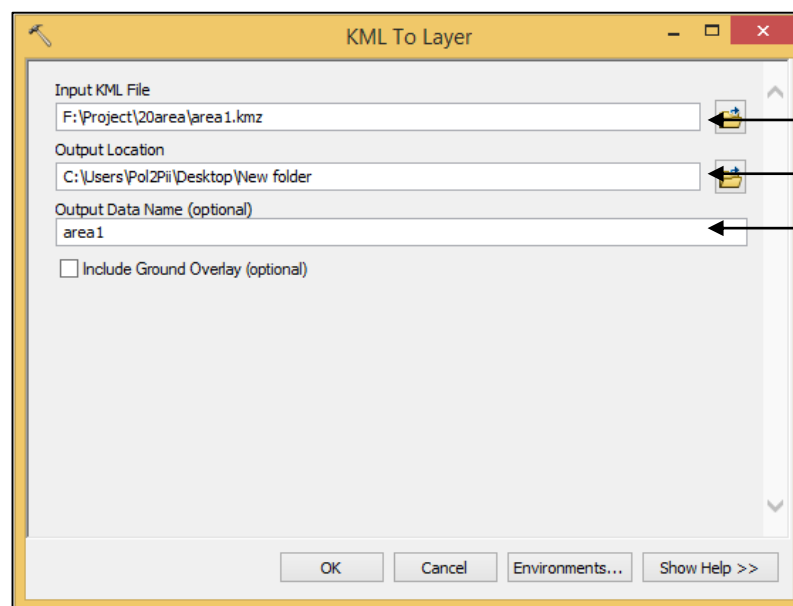 KML To Layer
Input KML File
F:\Project\20area\area1.kmz
Output Location
C:\Users\Pol2Pii\Desktop\New folder
Output Data Name (optional)
area1
Include Ground Overlay (optional)
OK Cancel Environments... Show Help >>